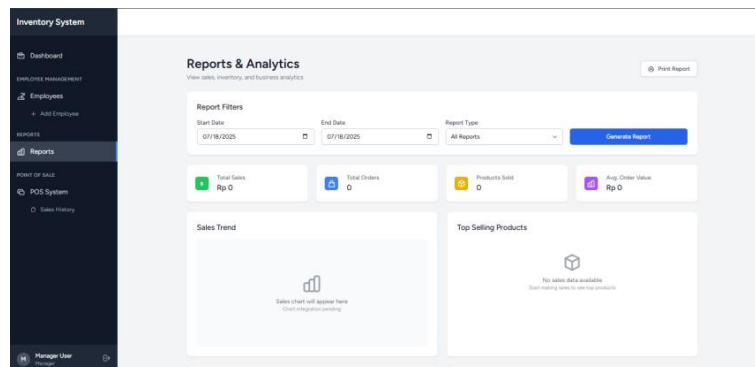 Inventory System
Dashboard
EMPLOYEE MANAGEMENT
Employees
+ Add Employee
REPORTS
Reports
POINT OF SALE
POS System
Sales History
M
Manager User
Manager
Reports & Analytics
View sales, inventory, and business analytics
Print Report
Report Filters
Start Date
End Date
Report Type
07/18/2025
07/18/2025
All Reports
Generate Report
Total Sales
Rp 0
Total Orders
0
Products Sold
0
Avg. Order Value
Rp 0
Sales Trend
Sales chart will appear here
Chart integration pending
Top Selling Products
No sales data available
Start making sales to see top products